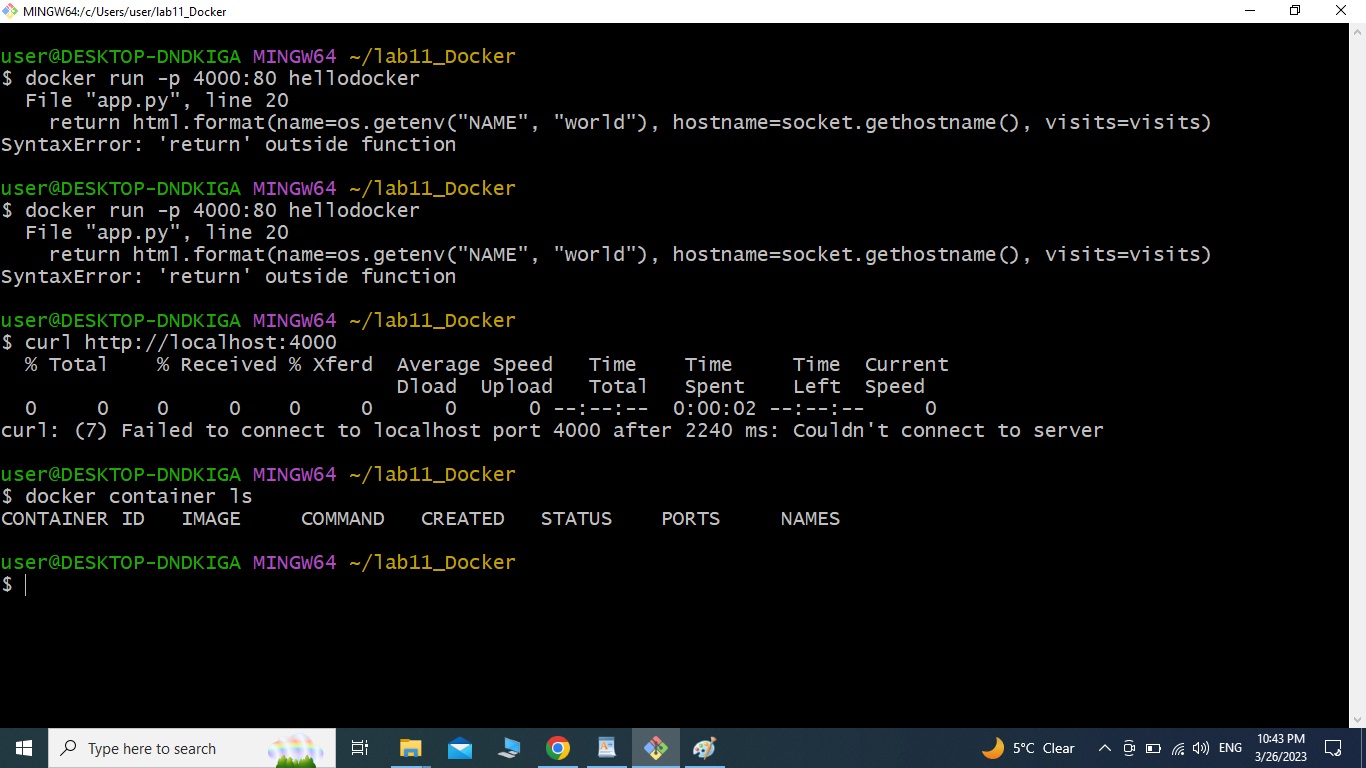 MINGW64:/c/Users/user/lab11_Docker
user@DESKTOP-DNDKIGA MINGW64 ~/lab11_Docker
$ docker run -p 4000:80 hellodocker
  File "app.py", line 20
    return html.format(name=os.getenv("NAME", "world"), hostname=socket.gethostname(), visits=visits)
SyntaxError: 'return' outside function
user@DESKTOP-DNDKIGA MINGW64 ~/lab11_Docker
$ docker run -p 4000:80 hellodocker
  File "app.py", line 20
    return html.format(name=os.getenv("NAME", "world"), hostname=socket.gethostname(), visits=visits)
SyntaxError: 'return' outside function
user@DESKTOP-DNDKIGA MINGW64 ~/lab11_Docker
$ curl http://localhost:4000
  % Total    % Received % Xferd  Average Speed   Time    Time     Time  Current
                                 Dload  Upload   Total   Spent    Left  Speed
  0     0    0     0    0     0      0      0 --:--:--  0:00:02 --:--:--     0
curl: (7) Failed to connect to localhost port 4000 after 2240 ms: Couldn't connect to server
user@DESKTOP-DNDKIGA MINGW64 ~/lab11_Docker
$ docker container ls
CONTAINER ID   IMAGE     COMMAND   CREATED   STATUS    PORTS     NAMES
user@DESKTOP-DNDKIGA MINGW64 ~/lab11_Docker
$
Type here to search
5°C Clear
ENG
10:43 PM
3/26/2023